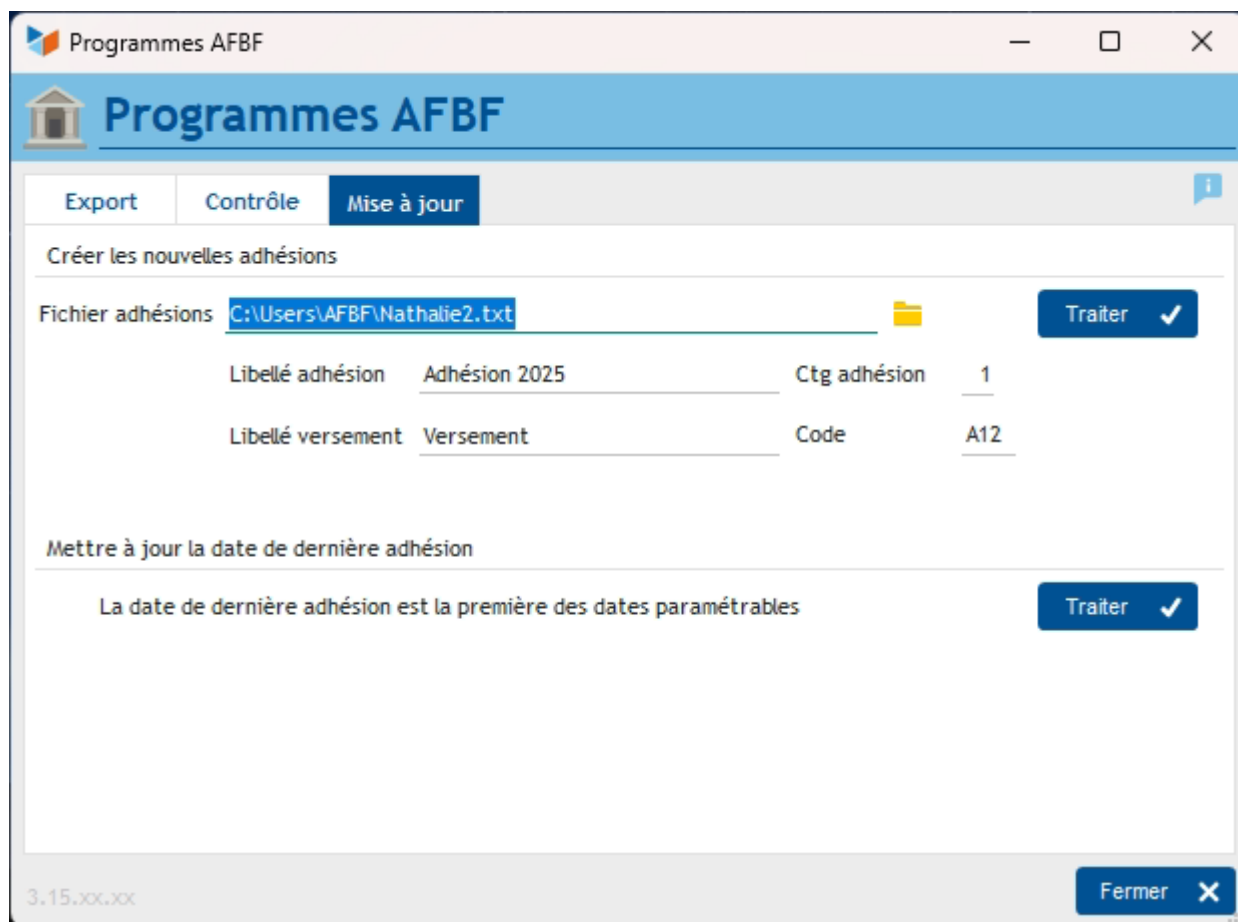 Programmes AFBF
Programmes AFBF
Export Contrôle Mise à jour
Créer les nouvelles adhésions
Fichier adhésions C:\Users\AFBF\Nathalie2.txt Traiter
Libellé adhésion Adhésion 2025 Ctg adhésion 1
Libellé versement Versement Code A12
Mettre à jour la date de dernière adhésion
La date de dernière adhésion est la première des dates paramétrables Traiter
3.15.xx.xx Fermer